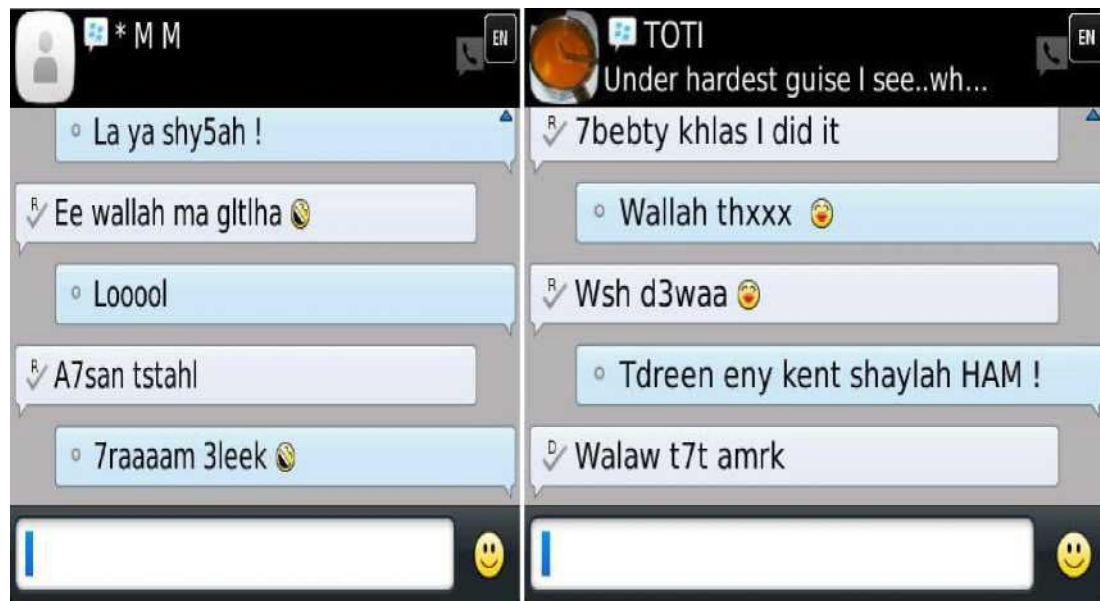 * M M
EN
La ya shy5ah !
Ee wallah ma gltlha
Looool
A7san tstahl
7raaaam 3leek
TOTI
EN
Under hardest guise I see..wh...
7bebty khlas I did it
Wallah thxxx
Wsh d3waa
Tdreen eny kent shaylah HAM !
Walaw t7t amrk